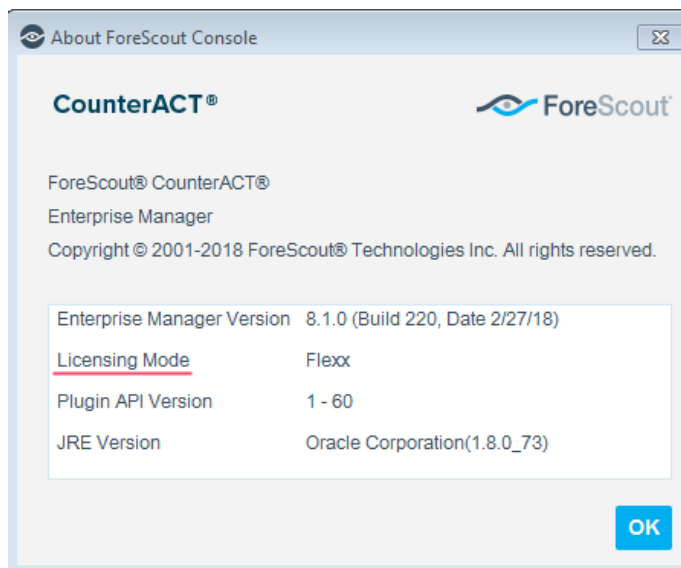 About ForeScout Console
CounterACT®
ForeScout®
ForeScout® CounterACT®
Enterprise Manager
Copyright © 2001-2018 ForeScout® Technologies Inc. All rights reserved.
Enterprise Manager Version 8.1.0 (Build 220, Date 2/27/18)
Licensing Mode Flexx
Plugin API Version 1 - 60
JRE Version Oracle Corporation(1.8.0_73)
OK